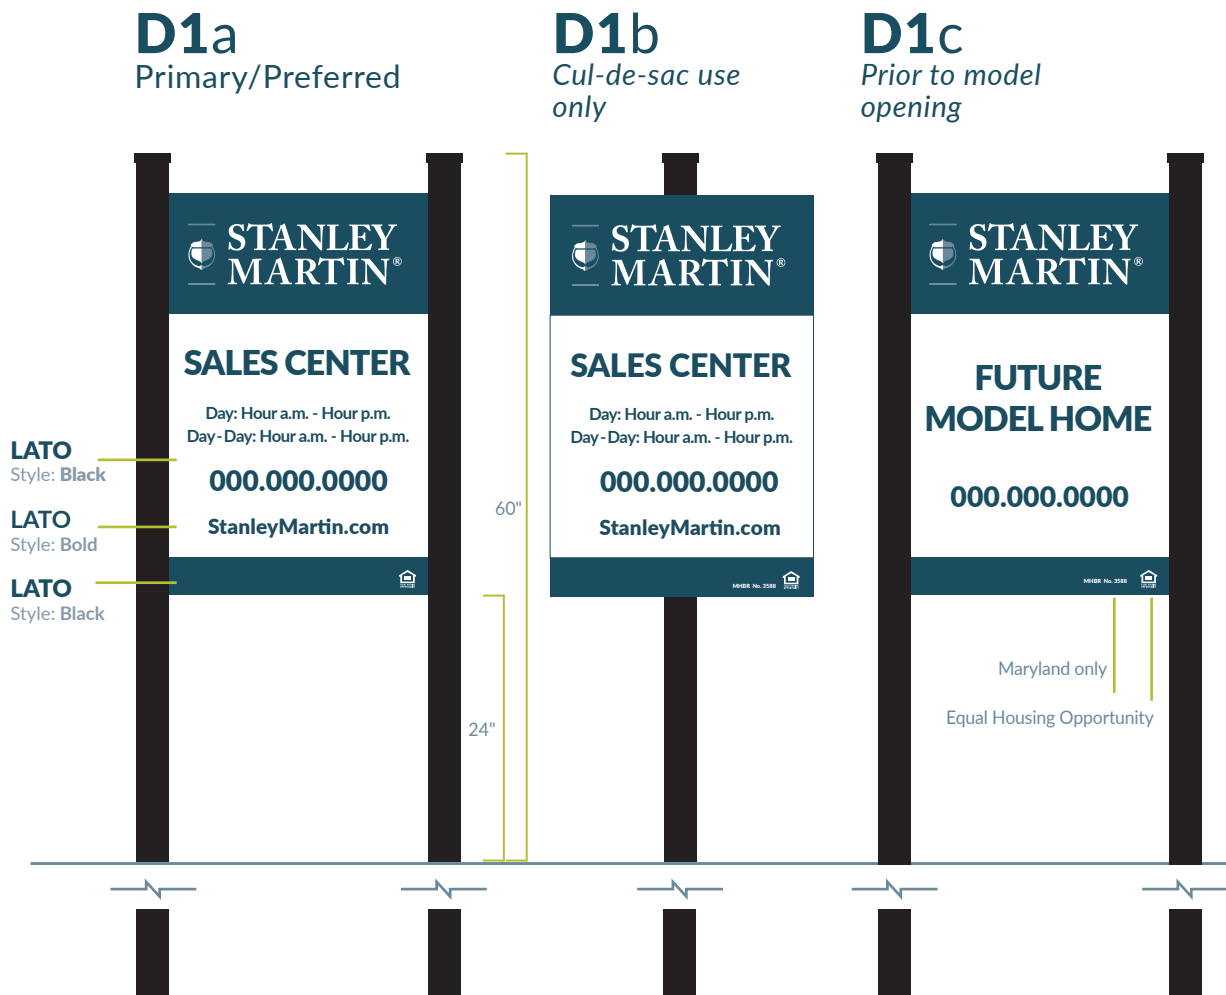 D1a
Primary/Preferred
D1b
Cul-de-sac use
only
D1c
Prior to model
opening
STANLEY
MARTIN®
SALES CENTER
Day: Hour a.m. - Hour p.m.
Day-Day: Hour a.m. - Hour p.m.
000.000.0000
StanleyMartin.com
LATO
Style: Black
LATO
Style: Bold
LATO
Style: Black
60"
24"
STANLEY
MARTIN®
SALES CENTER
Day: Hour a.m. - Hour p.m.
Day-Day: Hour a.m. - Hour p.m.
000.000.0000
StanleyMartin.com
MHBR No. 3588
STANLEY
MARTIN®
FUTURE
MODEL HOME
000.000.0000
MHBR No. 3588
Maryland only
Equal Housing Opportunity